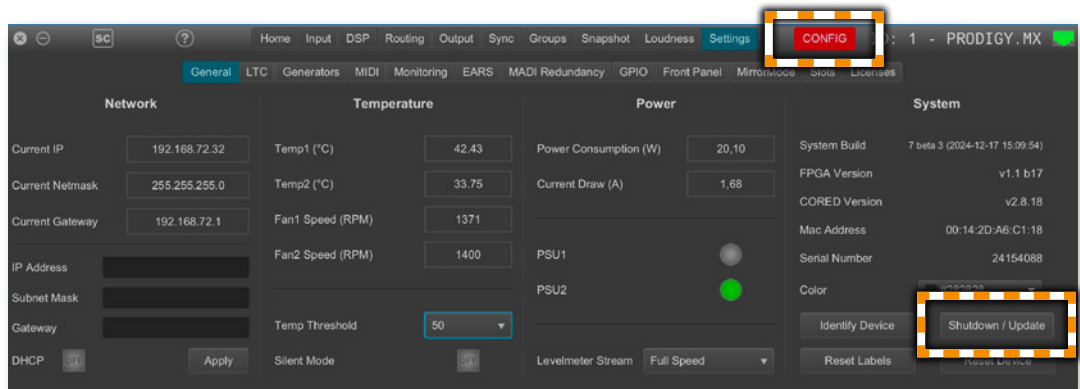 SC ? Home Input DSP Routing Output Sync Groups Snapshot Loudness Settings CONFIG : 1 - PRODIGY.MX
General LTC Generators MIDI Monitoring EARS MADI Redundancy GPIO Front Panel MirrorMode Slots Licenses
Network
Current IP 192.168.72.32
Current Netmask 255.255.255.0
Current Gateway 192.168.72.1
IP Address
Subnet Mask
Gateway
DHCP OFF Apply
Temperature
Temp1 (°C) 42.43
Temp2 (°C) 33.75
Fan1 Speed (RPM) 1371
Fan2 Speed (RPM) 1400
Temp Threshold 50
Silent Mode OFF
Power
Power Consumption (W) 20,10
Current Draw (A) 1,68
PSU1
PSU2
Levelmeter Stream Full Speed
System
System Build 7 beta 3 (2024-12-17 15:09:54)
FPGA Version v1.1 b17
CORED Version v2.8.18
Mac Address 00:14:2D:A6:C1:18
Serial Number 24154088
Color #282828
Identify Device Shutdown / Update
Reset Labels Reset Device